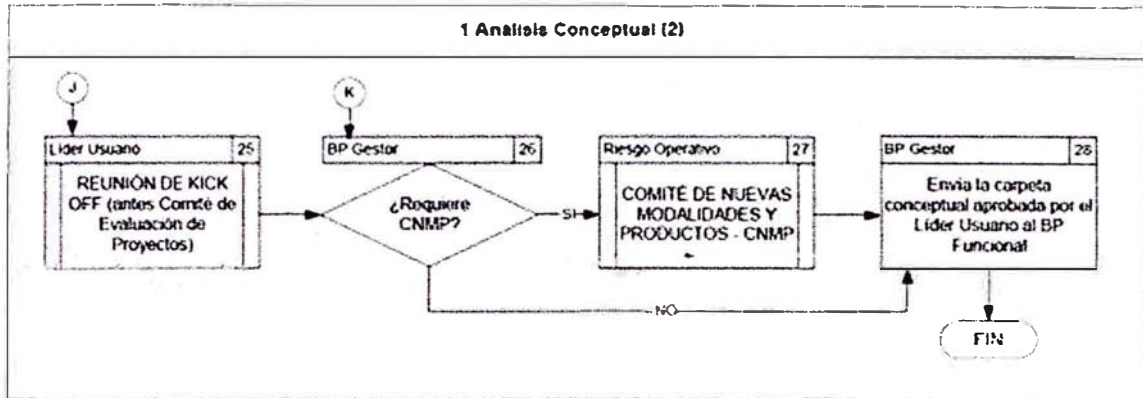 1 Analisis Conceptual (2)
J
K
Líder Usuario 25
REUNIÓN DE KICK
OFF (antes Comité de
Evaluación de
Proyectos)
BP Gestor 26
¿Requiere
CNMP?
SI
NO
Riesgo Operativo 27
COMITÉ DE NUEVAS
MODALIDADES Y
PRODUCTOS - CNMP
BP Gestor 28
Envia la carpeta
conceptual aprobada por el
Líder Usuario al BP
Funcional
FIN